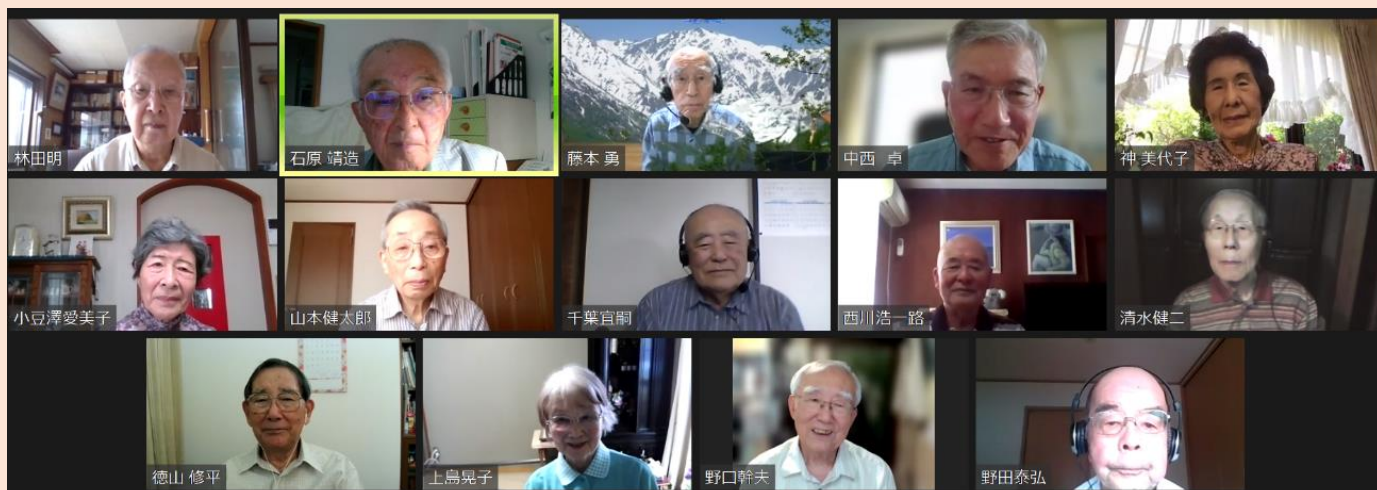 林田明
石原 靖造
藤本 勇
中西 卓
神 美代子
小豆澤愛美子
山本健太郎
千葉宜嗣
西川浩一路
清水健二
徳山 修平
上島晃子
野口幹夫
野田泰弘